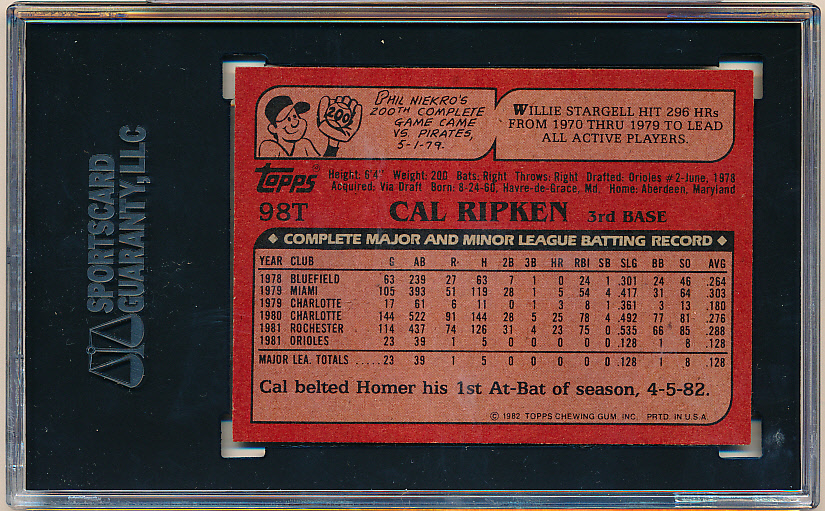 SPORTSCARD
GUARANTY, LLC
PHIL NIEKRO'S
200TH COMPLETE
GAME CAME
VS. PIRATES,
5-1-79.
200
WILLIE STARGELL HIT 296 HRs
FROM 1970 THRU 1979 TO LEAD
ALL ACTIVE PLAYERS.
Topps®
Height: 6'4" Weight: 200 Bats: Right Throws: Right Drafted: Orioles #2-June, 1978
Acquired: Via Draft Born: 8-24-60, Havre-de-Grace, Md. Home: Aberdeen, Maryland
98T CAL RIPKEN 3rd BASE
◆ COMPLETE MAJOR AND MINOR LEAGUE BATTING RECORD ◆
YEAR CLUB G AB R H 2B 3B HR RBI SB SLG BB SO AVG
1978 BLUEFIELD 63 239 27 63 7 1 0 24 1 .301 24 46 .264
1979 MIAMI 105 393 51 119 28 1 5 54 4 .417 31 64 .303
1979 CHARLOTTE 17 61 6 11 0 1 3 8 1 .361 3 13 .180
1980 CHARLOTTE 144 522 91 144 28 5 25 78 4 .492 77 81 .276
1981 ROCHESTER 114 437 74 126 31 4 23 75 0 .535 66 85 .288
1981 ORIOLES 23 39 1 5 0 0 0 0 0 .128 1 8 .128
MAJOR LEA. TOTALS 23 39 1 5 0 0 0 0 0 .128 1 8 .128
Cal belted Homer his 1st At-Bat of season, 4-5-82.
© 1982 TOPPS CHEWING GUM, INC. PRTD. IN U.S.A.